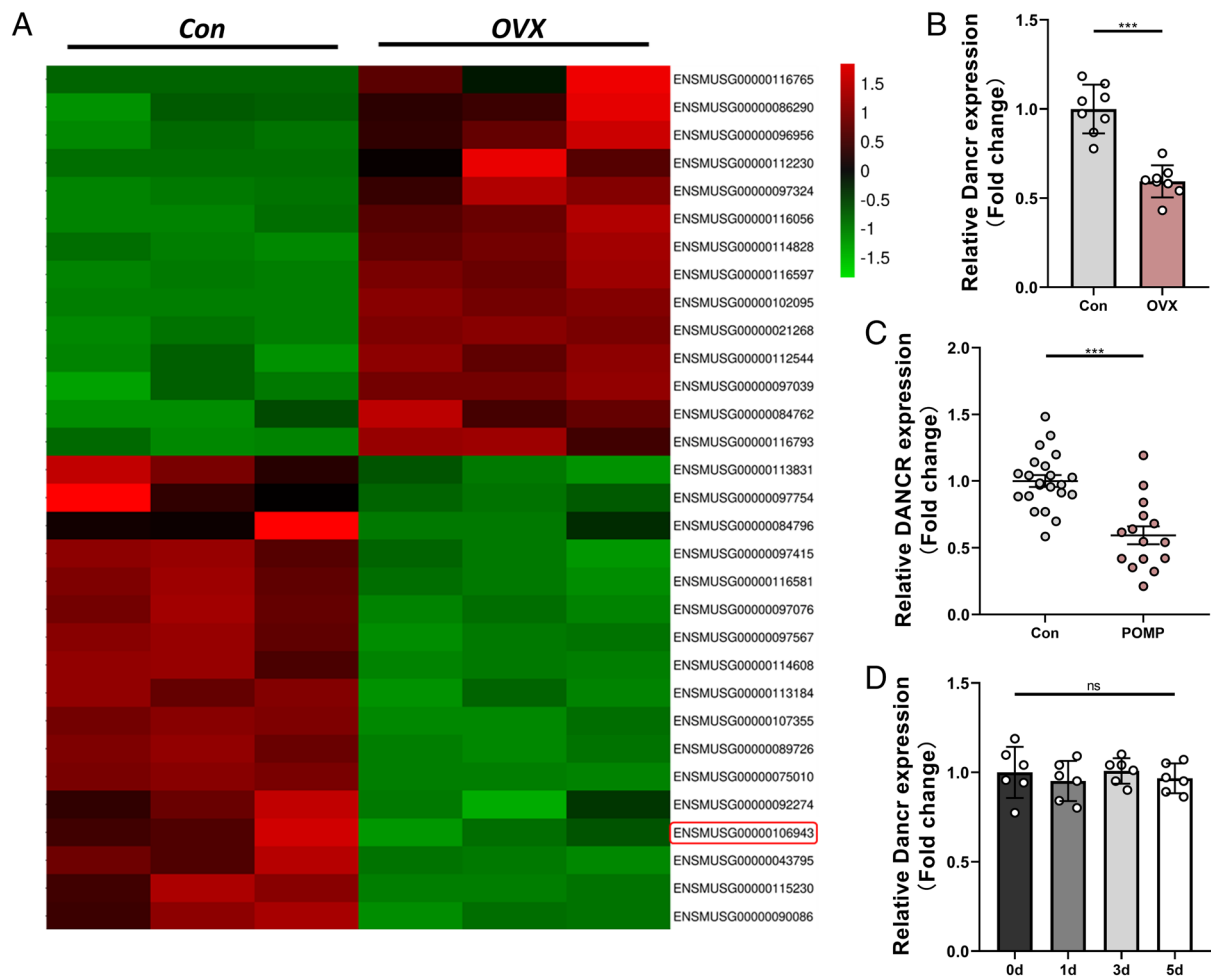 A
Con
OVX
ENSMUSG00000116765
ENSMUSG00000086290
ENSMUSG00000096956
ENSMUSG00000112230
ENSMUSG00000097324
ENSMUSG00000116056
ENSMUSG00000114828
ENSMUSG00000116597
ENSMUSG00000102095
ENSMUSG00000021268
ENSMUSG00000112544
ENSMUSG00000097039
ENSMUSG00000084762
ENSMUSG00000116793
ENSMUSG00000113831
ENSMUSG00000097754
ENSMUSG00000084796
ENSMUSG00000097415
ENSMUSG00000116581
ENSMUSG00000097076
ENSMUSG00000097567
ENSMUSG00000114608
ENSMUSG00000113184
ENSMUSG00000107355
ENSMUSG00000089726
ENSMUSG00000075010
ENSMUSG00000092274
ENSMUSG00000106943
ENSMUSG00000043795
ENSMUSG00000115230
ENSMUSG00000090086
1.5
1
0.5
0
-0.5
-1
-1.5
B
Relative Dancr expression
（Fold change）
1.5
1.0
0.5
0.0
***
Con
OVX
C
Relative DANCR expression
（Fold change）
2.0
1.5
1.0
0.5
0.0
***
Con
POMP
D
Relative Dancr expression
（Fold change）
1.5
1.0
0.5
0.0
ns
0d
1d
3d
5d